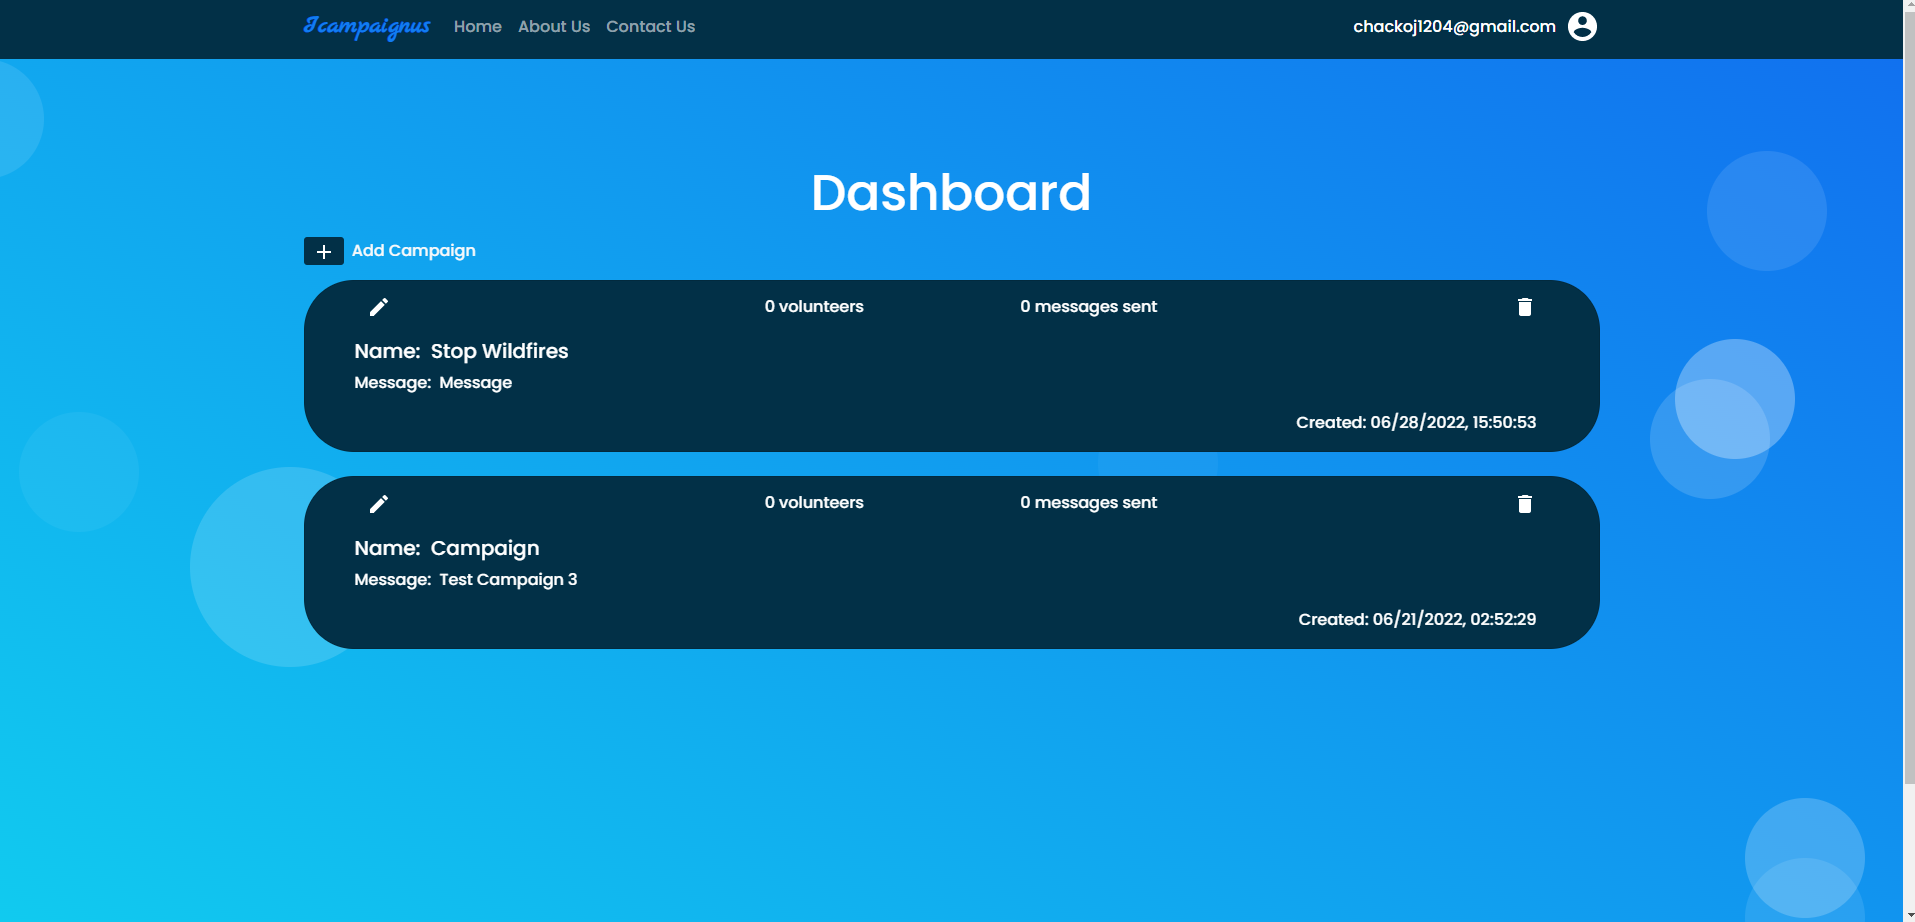 Jcampaignus Home About Us Contact Us chackoj1204@gmail.com
Dashboard
Add Campaign
0 volunteers 0 messages sent
Name: Stop Wildfires
Message: Message
Created: 06/28/2022, 15:50:53
0 volunteers 0 messages sent
Name: Campaign
Message: Test Campaign 3
Created: 06/21/2022, 02:52:29